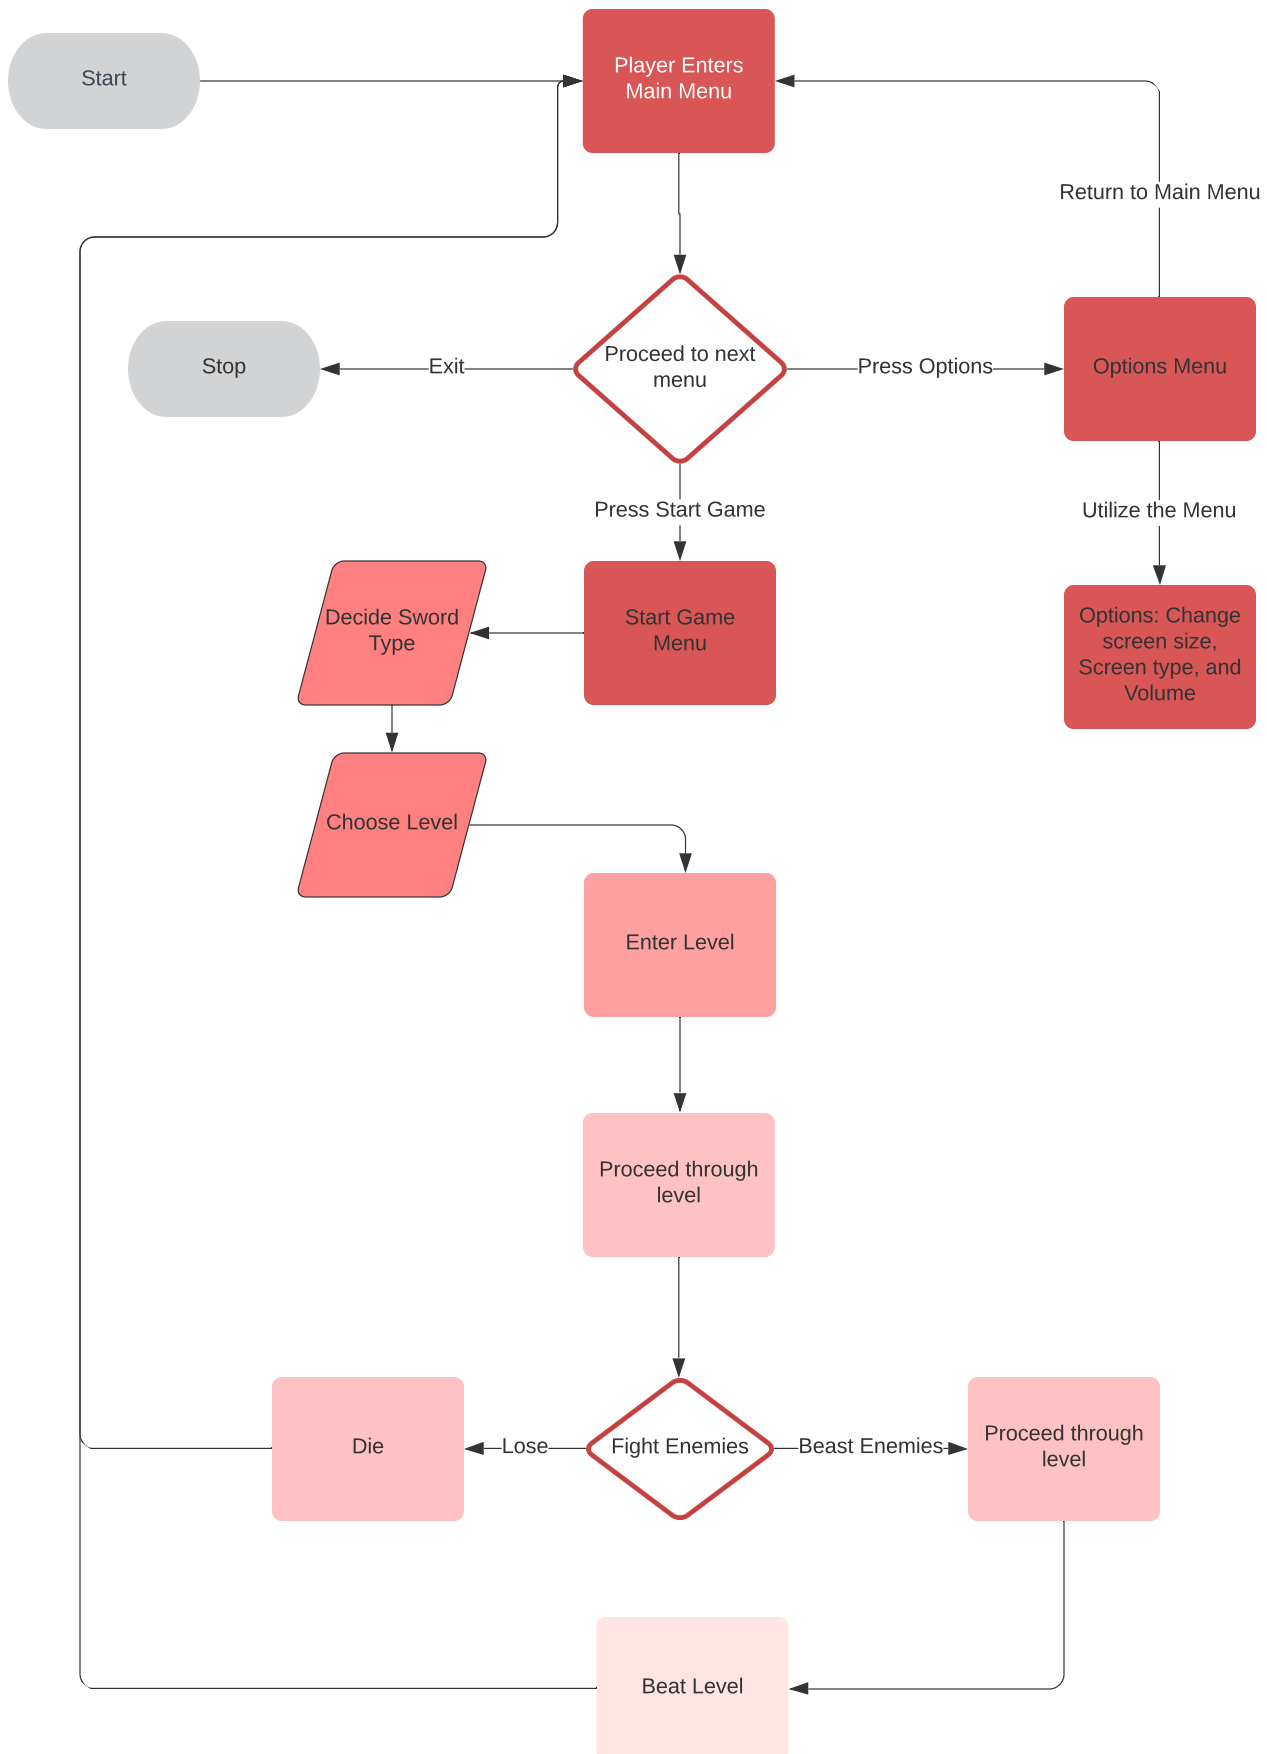 Start
Player Enters
Main Menu
Return to Main Menu
Stop
Exit
Proceed to next
menu
Press Options
Options Menu
Press Start Game
Utilize the Menu
Decide Sword
Type
Start Game
Menu
Options: Change
screen size,
Screen type, and
Volume
Choose Level
Enter Level
Proceed through
level
Die
Lose
Fight Enemies
Beast Enemies
Proceed through
level
Beat Level